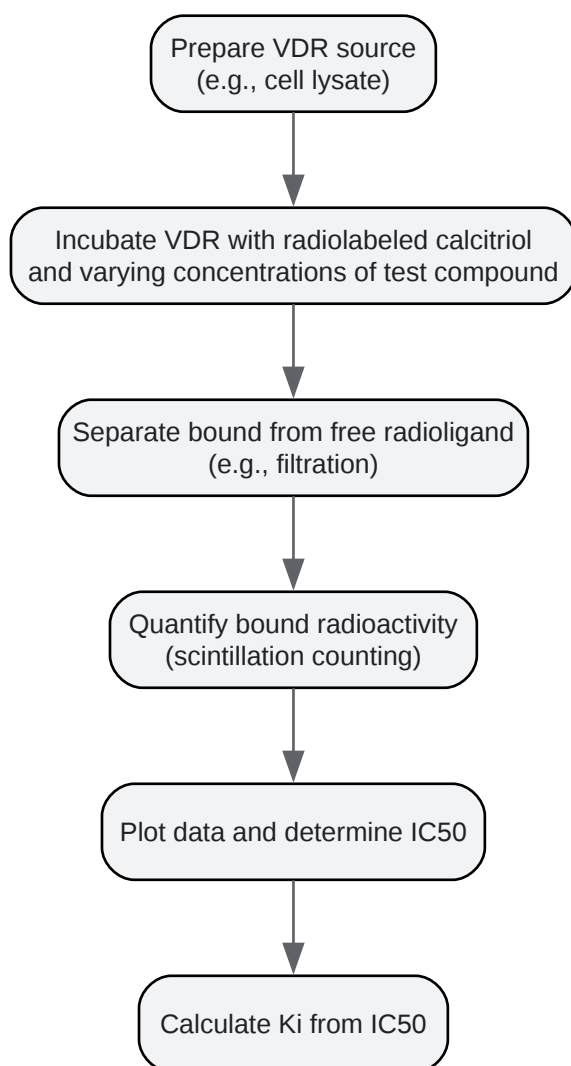 Prepare VDR source
(e.g., cell lysate)
Incubate VDR with radiolabeled calcitriol
and varying concentrations of test compound
Separate bound from free radioligand
(e.g., filtration)
Quantify bound radioactivity
(scintillation counting)
Plot data and determine IC50
Calculate Ki from IC50